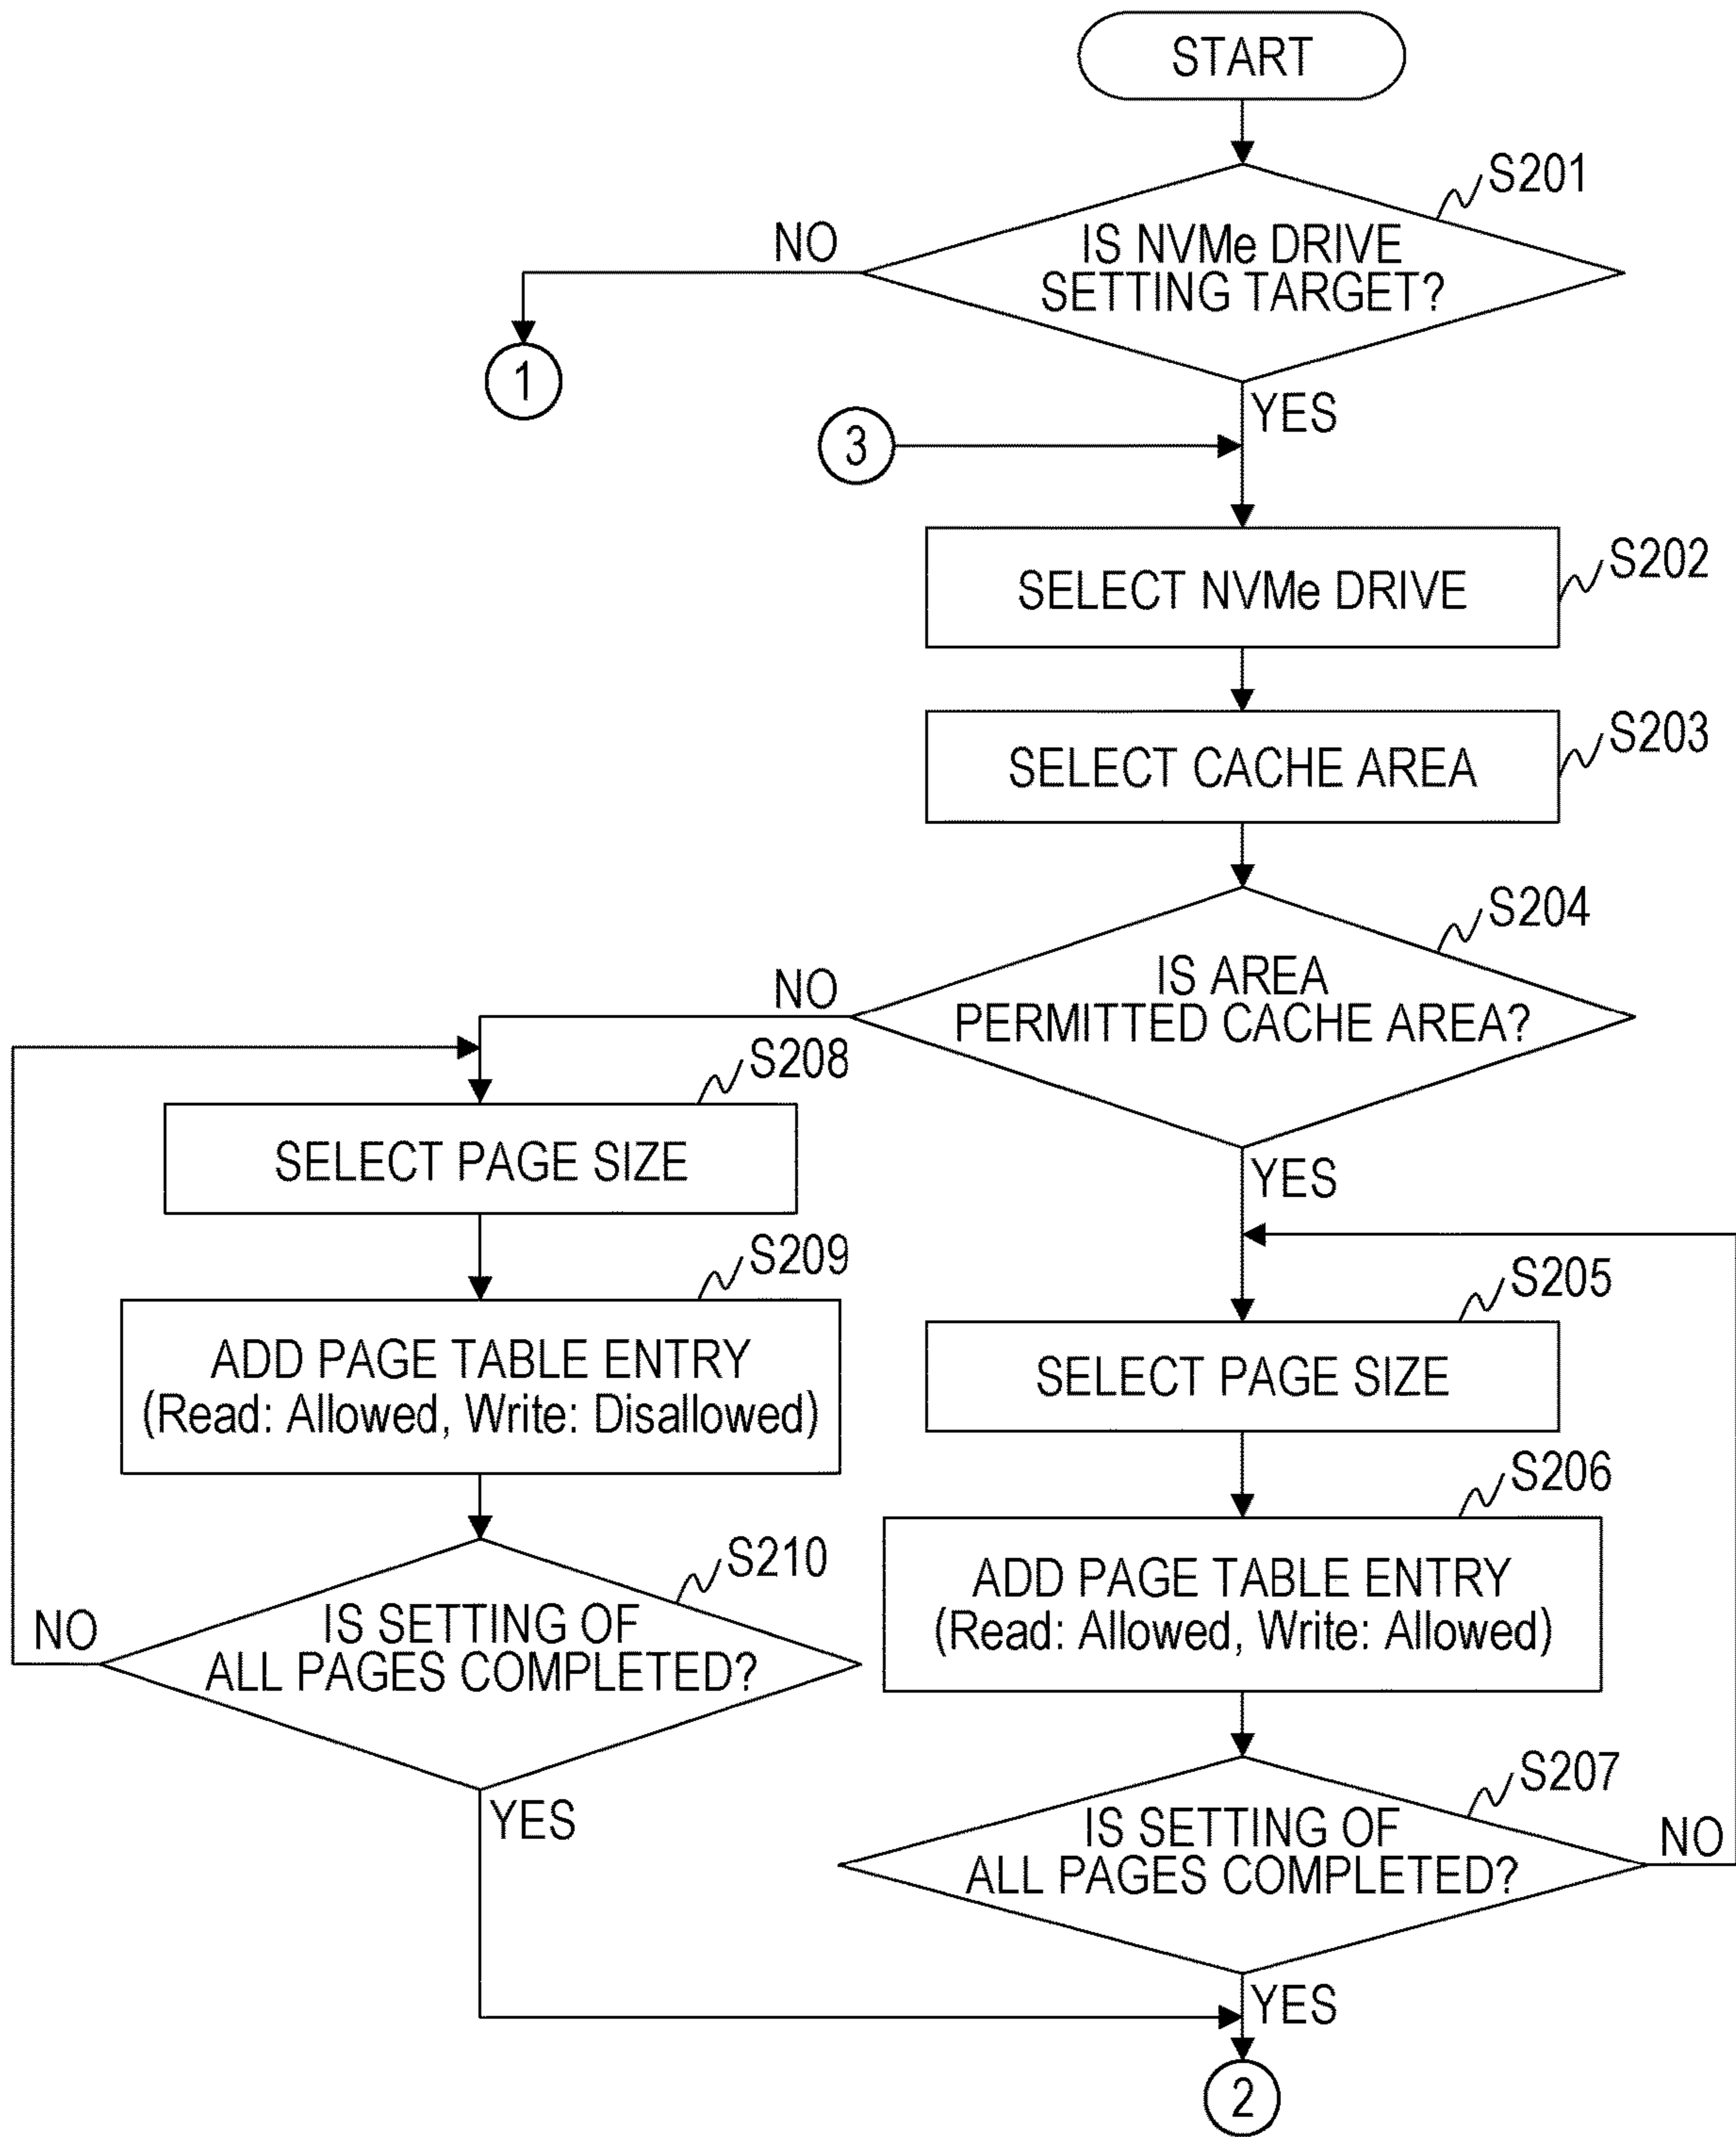 START
S201
IS NVMe DRIVE
SETTING TARGET?
NO
1
YES
3
S202
SELECT NVMe DRIVE
S203
SELECT CACHE AREA
S204
IS AREA
PERMITTED CACHE AREA?
NO
YES
S208
SELECT PAGE SIZE
S209
ADD PAGE TABLE ENTRY
(Read: Allowed, Write: Disallowed)
S210
IS SETTING OF
ALL PAGES COMPLETED?
NO
YES
S205
SELECT PAGE SIZE
S206
ADD PAGE TABLE ENTRY
(Read: Allowed, Write: Allowed)
S207
IS SETTING OF
ALL PAGES COMPLETED?
NO
YES
2